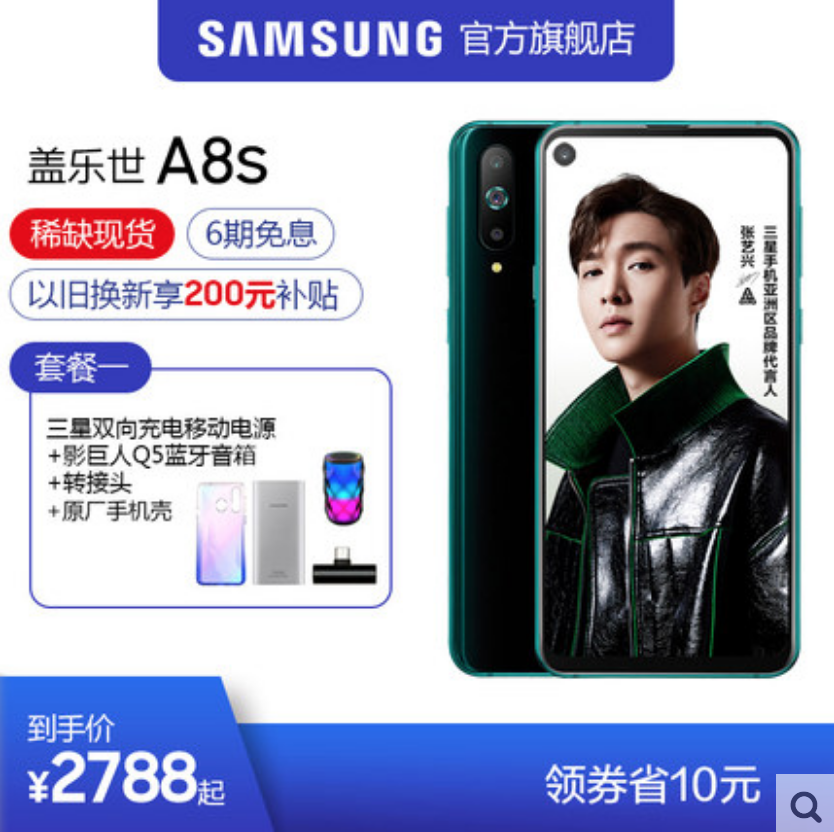 SAMSUNG 官方旗舰店
盖乐世 A8s
稀缺现货 6期免息
以旧换新享200元补贴
套餐一
三星双向充电移动电源
+影巨人Q5蓝牙音箱
+转接头
+原厂手机壳
三星手机亚洲区品牌代言人
张艺兴
到手价
¥2788起
领券省10元